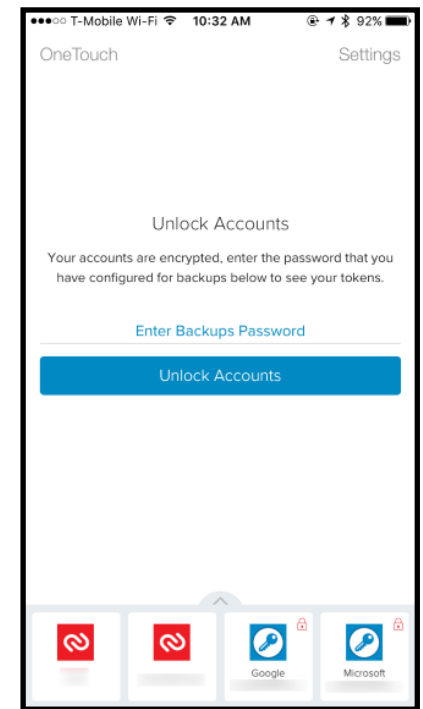 T-Mobile Wi-Fi 10:32 AM 92%
OneTouch Settings
Unlock Accounts
Your accounts are encrypted, enter the password that you
have configured for backups below to see your tokens.
Enter Backups Password
Unlock Accounts
Google Microsoft